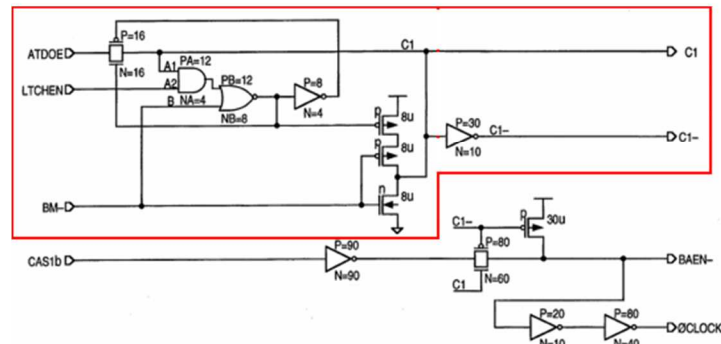 P=16
ATDOE
N=16
A1
PA=12
A2
NA=4
LTCHEN
B
PB=12
NB=8
P=8
N=4
p
8u
p
8u
n
8u
BM-
C1
C1
P=30
N=10
C1-
C1-
CAS1b
P=90
N=90
C1-
P=80
N=60
C1
p
30u
BAEN-
P=20
N=10
P=80
N=40
ØCLOCK